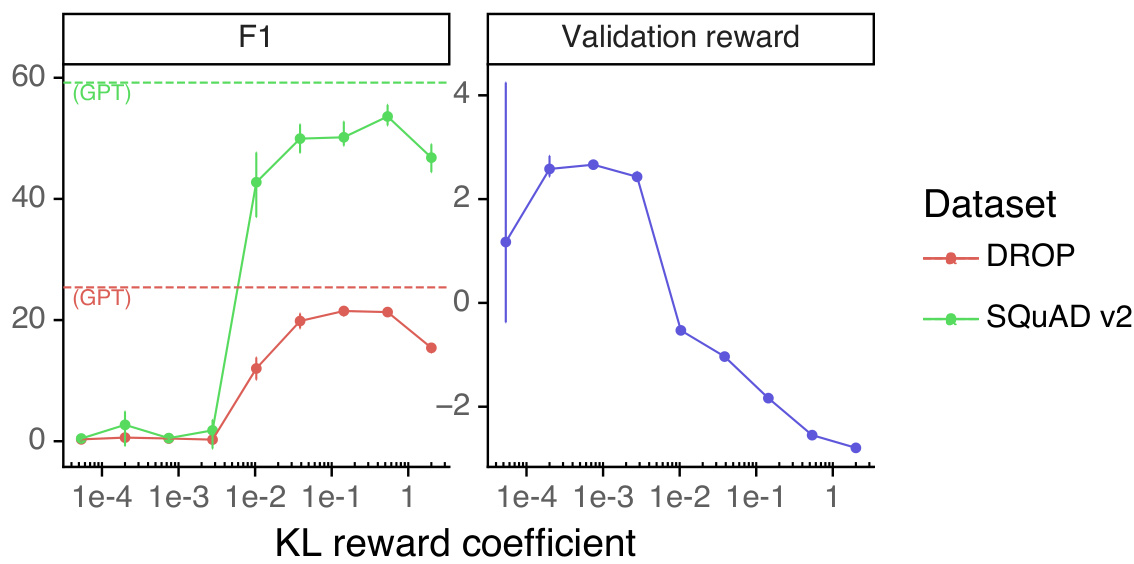 F1
Validation reward
60
40
20
0
(GPT)
(GPT)
4
2
0
−2
1e-4 1e-3 1e-2 1e-1 1
1e-4 1e-3 1e-2 1e-1 1
KL reward coefficient
Dataset
DROP
SQuAD v2